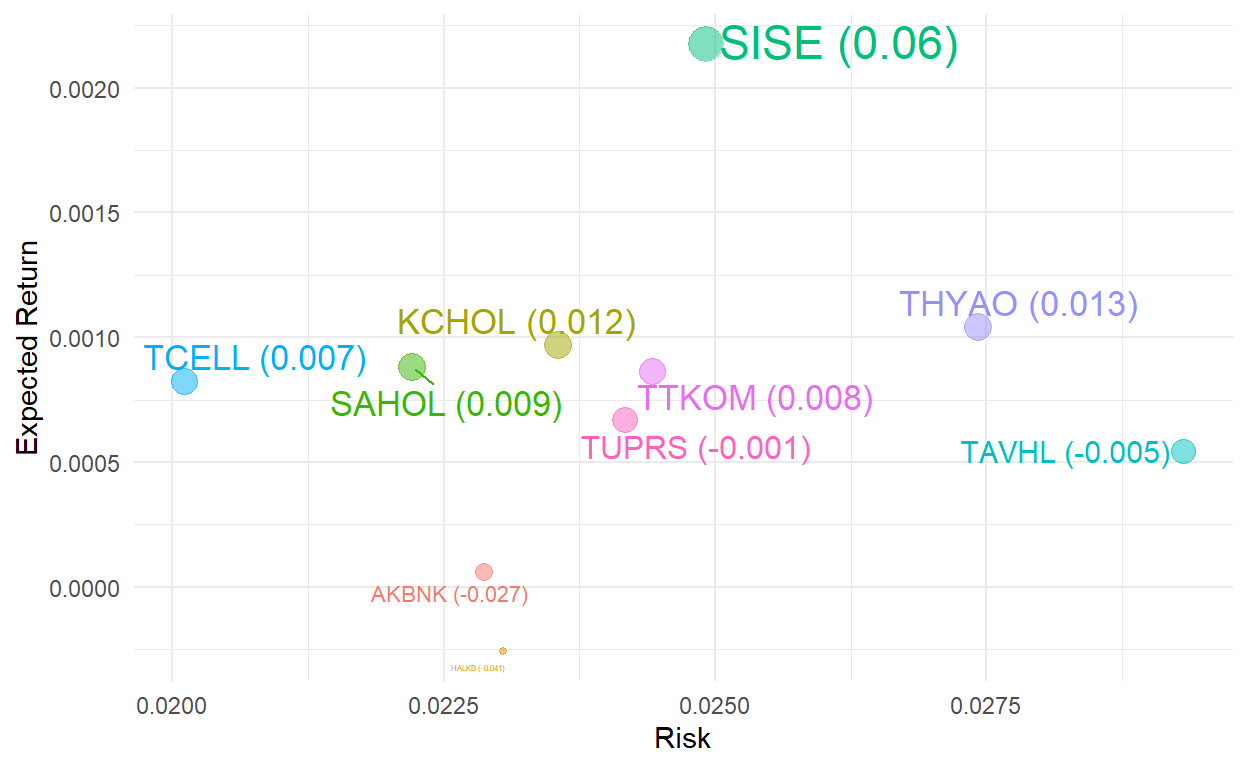 SISE (0.06)
0.0020
0.0015
THYAO (0.013)
KCHOL (0.012)
0.0010
TCELL (0.007)
TTKOM (0.008)
SAHOL (0.009)
TUPRS (-0.001)
TAVHL (-0.005)
0.0005
0.0000
AKBNK (-0.027)
HALKB (-0.041)
Expected Return
0.0200
0.0225
0.0250
0.0275
Risk